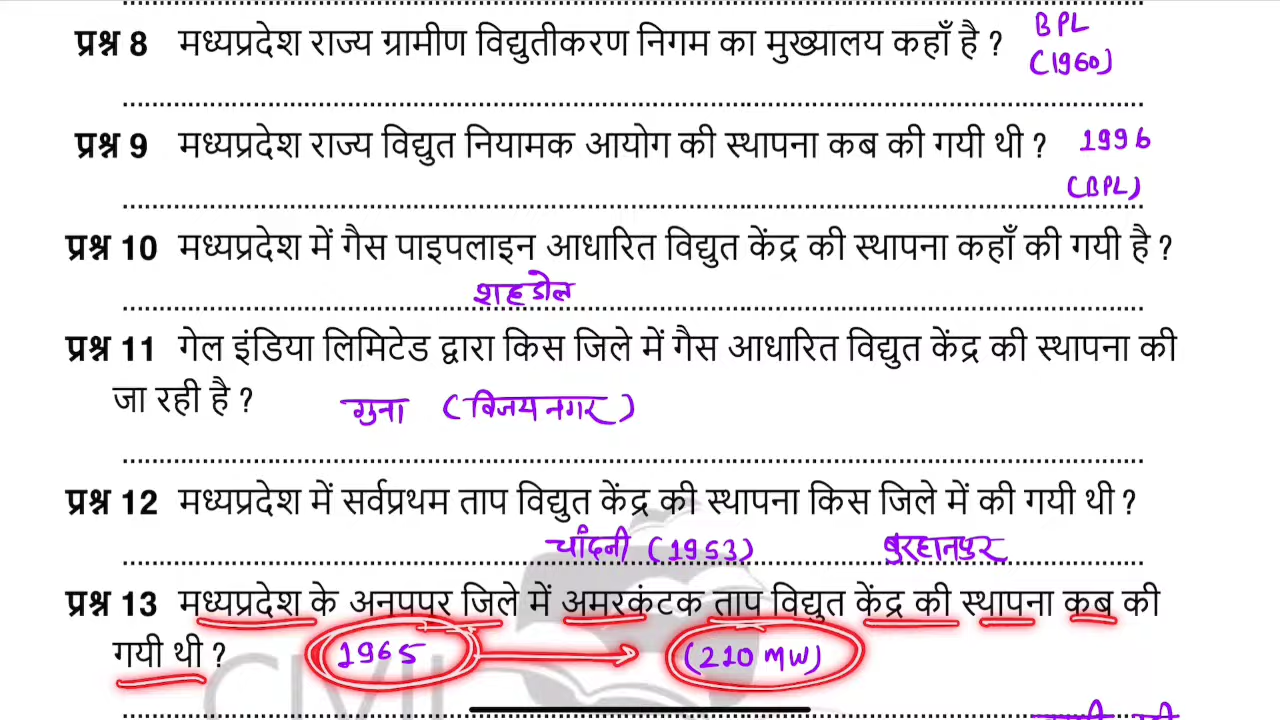 प्रश्न 8 मध्यप्रदेश राज्य ग्रामीण विद्युतीकरण निगम का मुख्यालय कहाँ है ? BPL
(1960)
प्रश्न 9 मध्यप्रदेश राज्य विद्युत नियामक आयोग की स्थापना कब की गयी थी ? 1996
(BPL)
प्रश्न 10 मध्यप्रदेश में गैस पाइपलाइन आधारित विद्युत केंद्र की स्थापना कहाँ की गयी है ?
शहडोल
प्रश्न 11 गेल इंडिया लिमिटेड द्वारा किस जिले में गैस आधारित विद्युत केंद्र की स्थापना की
जा रही है ? गुना (विजयनगर)
प्रश्न 12 मध्यप्रदेश में सर्वप्रथम ताप विद्युत केंद्र की स्थापना किस जिले में की गयी थी ?
चांदनी (1953) बुरहानपुर
प्रश्न 13 मध्यप्रदेश के अनूपपुर जिले में अमरकंटक ताप विद्युत केंद्र की स्थापना कब की
गयी थी ? 1965 (210 MW)
CIVIL